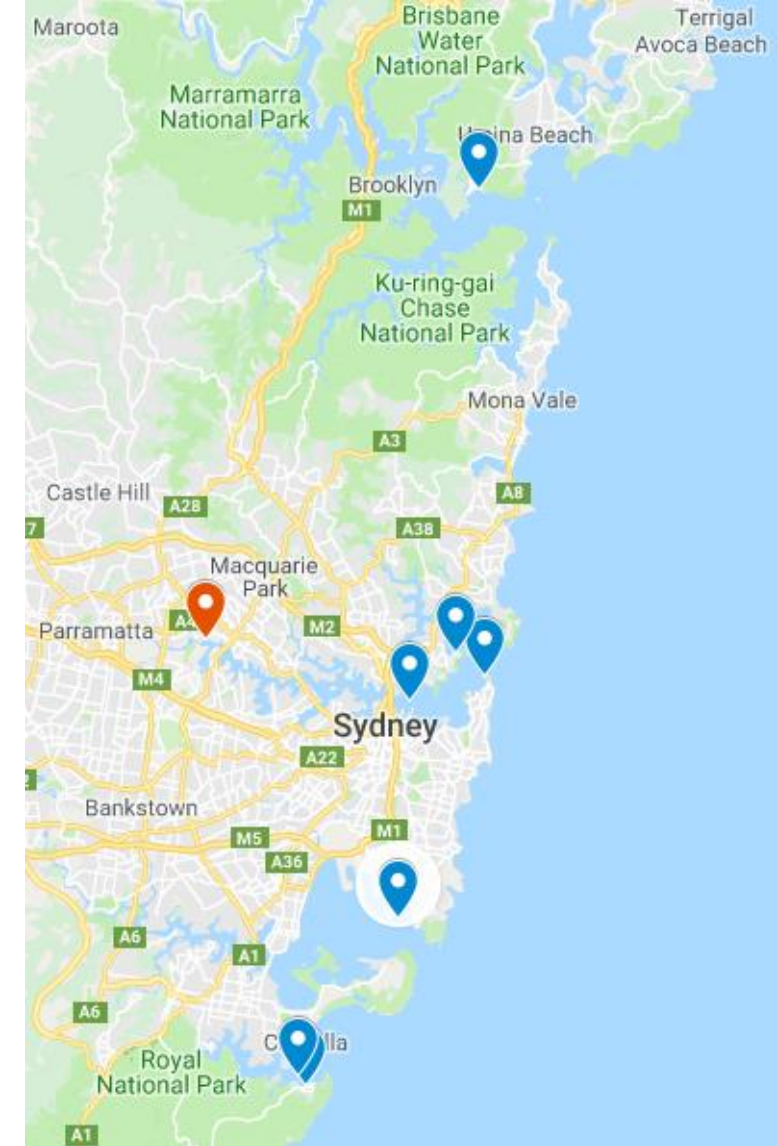 Maroota
Brisbane
Water
National Park
Terrigal
Avoca Beach
Marramarra
National Park
Beach
Brooklyn
M1
Ku-ring-gai
Chase
National Park
Mona Vale
A3
Castle Hill
A28
A8
7
A38
Macquarie
Park
Parramatta
M2
M4
Sydney
A22
Bankstown
M5
M1
A36
A6
A1
A6
Royal
National Park
A1